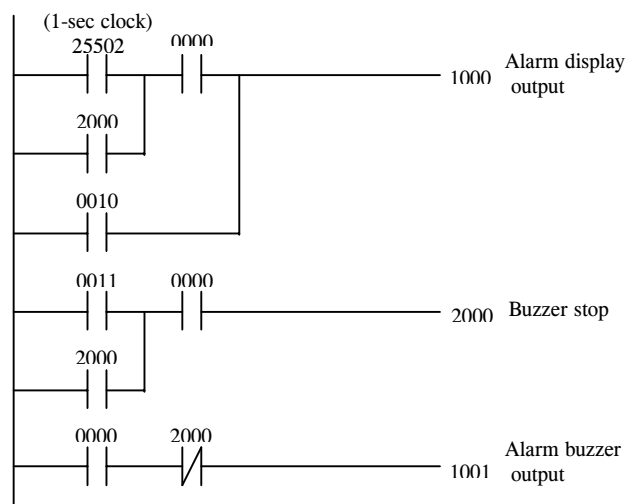 (1-sec clock)
25502
0000
1000
Alarm display
output
2000
0010
0011
0000
2000
Buzzer stop
2000
0000
2000
1001
Alarm buzzer
output